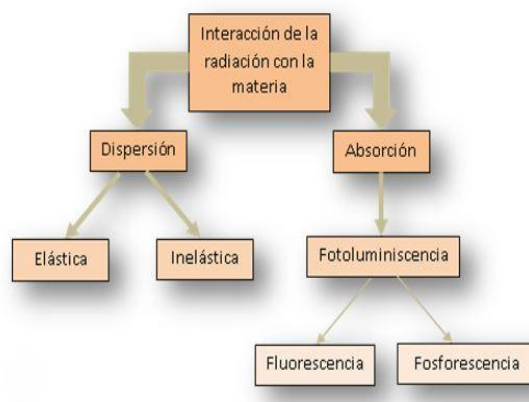 Interacción de la
radiación con la
materia
Dispersión
Absorción
Elástica
Inelástica
Fotoluminiscencia
Fluorescencia
Fosforescencia